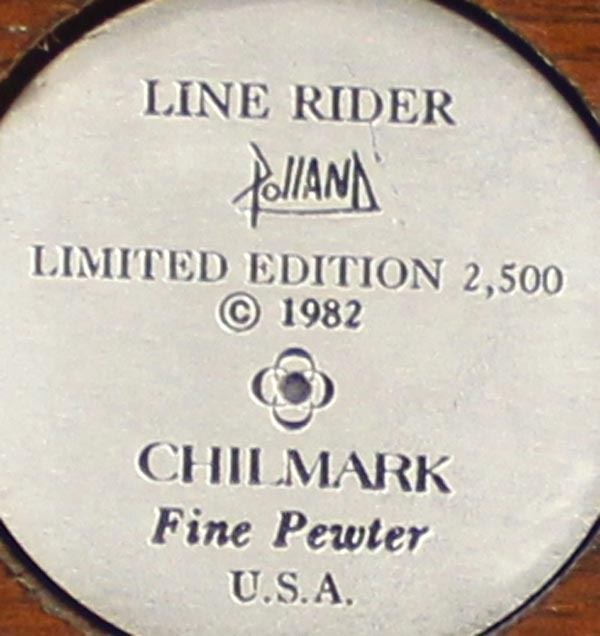 LINE RIDER
Polland
LIMITED EDITION 2,500
© 1982
CHILMARK
Fine Pewter
U.S.A.